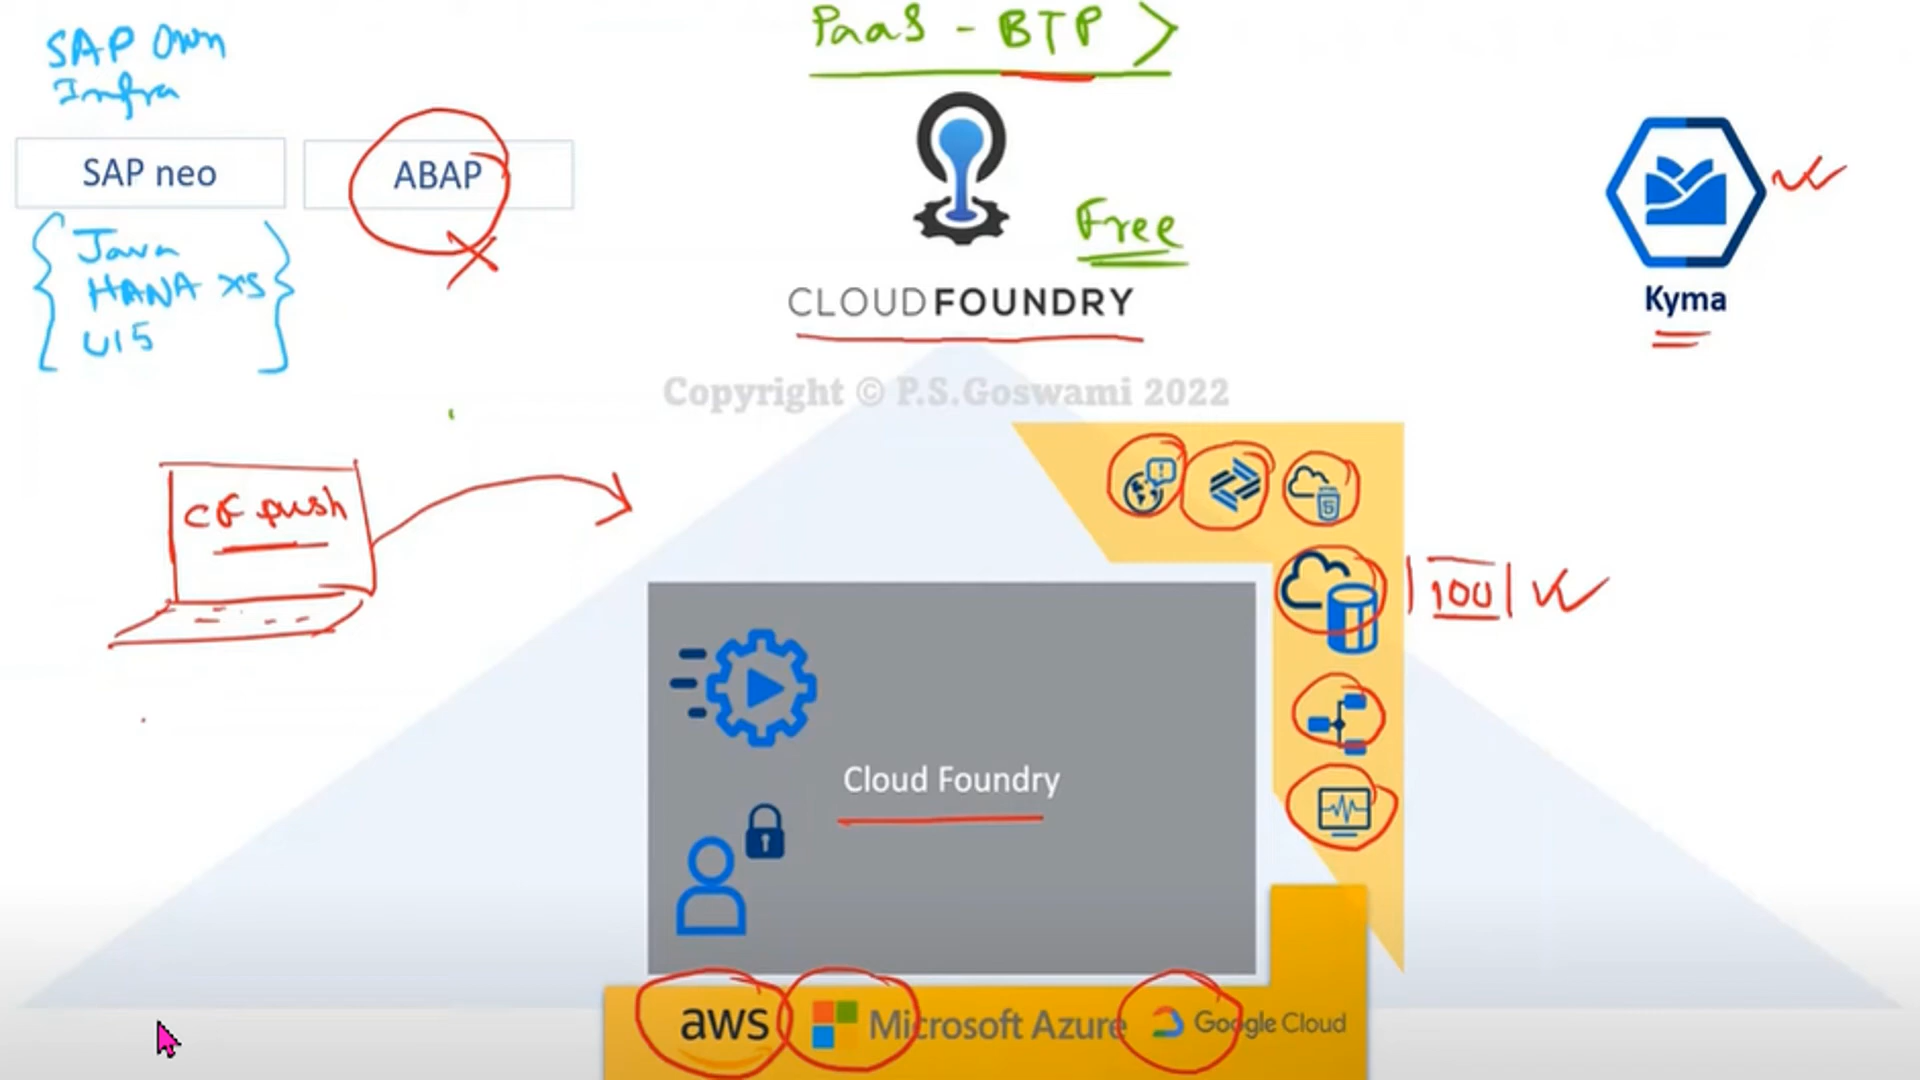 PaaS - BTP
SAP Own
Infra
SAP neo
ABAP
Java
HANA XS
UI5
Free
CLOUDFOUNDRY
Kyma
Copyright © P.S.Goswami 2022
CF push
5
100
Cloud Foundry
aws
Microsoft Azure
Google Cloud